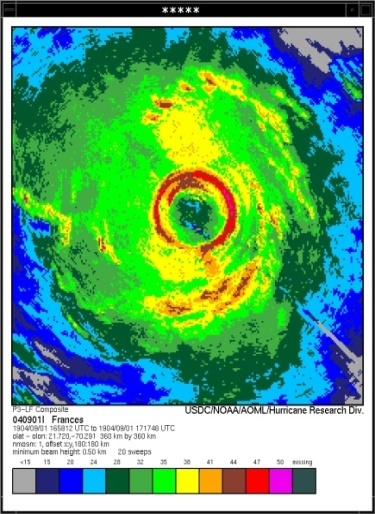 *****
P3-LF Composite
USDC/NOAA/AOML/Hurricane Research Div.
040901I Frances
1904/09/01 165812 UTC to 1904/09/01 171748 UTC
olat - olon: 21.720,-70.291 360 km by 360 km
nmosm: 1, offset x,y,180:180 km
minimum beam height: 0.50 km 20 sweeps
<15 15 20 24 28 32 35 38 41 44 47 50 missing